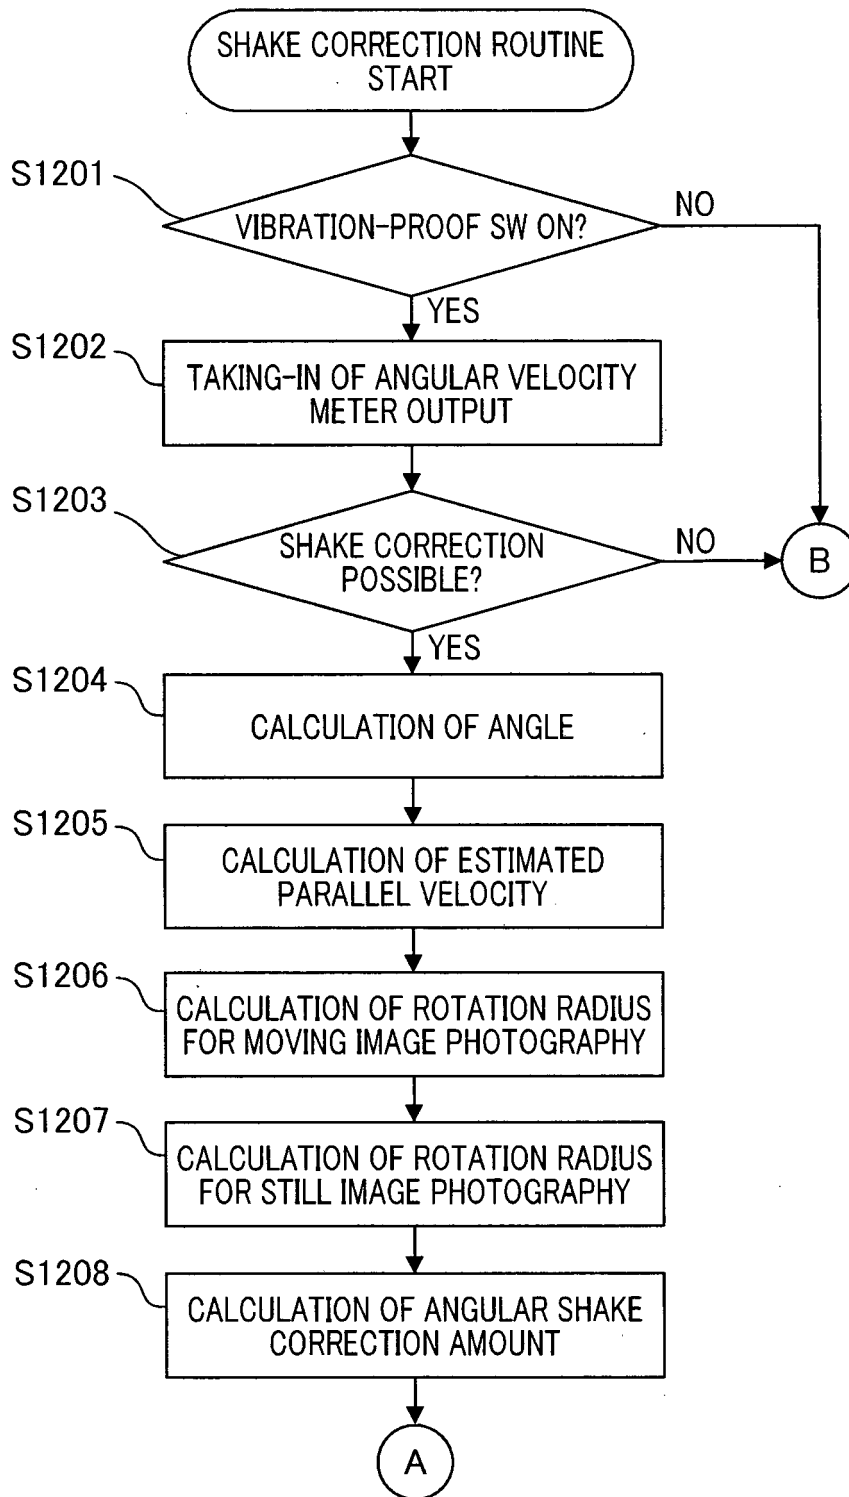 SHAKE CORRECTION ROUTINE
START
S1201
VIBRATION-PROOF SW ON?
NO
YES
S1202
TAKING-IN OF ANGULAR VELOCITY
METER OUTPUT
S1203
SHAKE CORRECTION
POSSIBLE?
NO
B
YES
S1204
CALCULATION OF ANGLE
S1205
CALCULATION OF ESTIMATED
PARALLEL VELOCITY
S1206
CALCULATION OF ROTATION RADIUS
FOR MOVING IMAGE PHOTOGRAPHY
S1207
CALCULATION OF ROTATION RADIUS
FOR STILL IMAGE PHOTOGRAPHY
S1208
CALCULATION OF ANGULAR SHAKE
CORRECTION AMOUNT
A